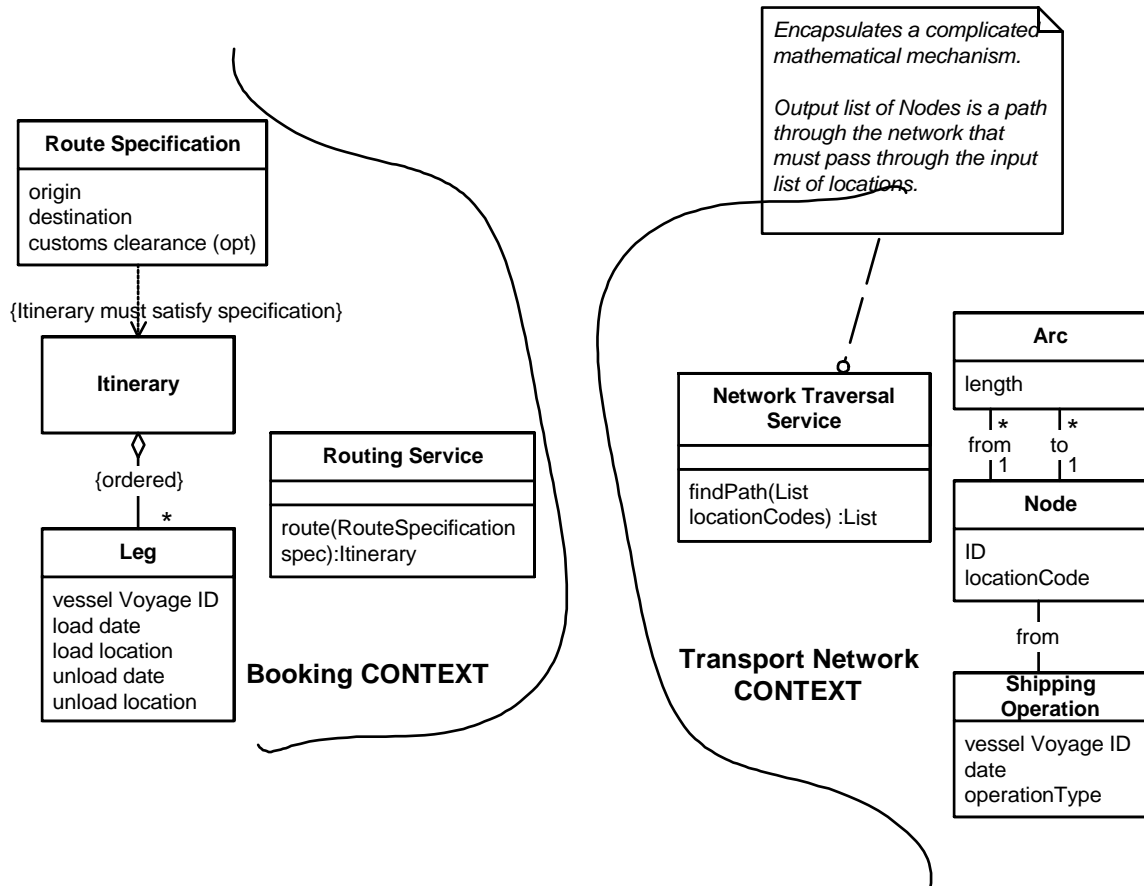 Encapsulates a complicated
mathematical mechanism.
Output list of Nodes is a path
through the network that
must pass through the input
list of locations.
Route Specification
origin
destination
customs clearance (opt)
{Itinerary must satisfy specification}
Itinerary
{ordered}
*
Leg
vessel Voyage ID
load date
load location
unload date
unload location
Routing Service
route(RouteSpecification
spec):Itinerary
Booking CONTEXT
Network Traversal
Service
findPath(List
locationCodes) :List
Transport Network
CONTEXT
Arc
length
* *
from to
1 1
Node
ID
locationCode
from
Shipping
Operation
vessel Voyage ID
date
operationType